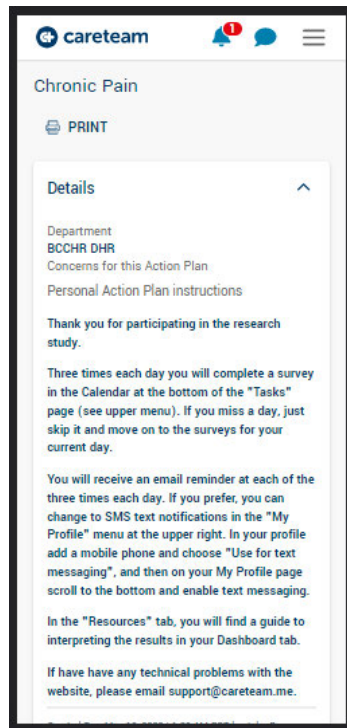 careteam
1
Chronic Pain
PRINT
Details
Department
BCCHR DHR
Concerns for this Action Plan
Personal Action Plan instructions
Thank you for participating in the research
study.
Three times each day you will complete a survey
in the Calendar at the bottom of the "Tasks"
page (see upper menu). If you miss a day, just
skip it and move on to the surveys for your
current day.
You will receive an email reminder at each of the
three times each day. If you prefer, you can
change to SMS text notifications in the "My
Profile" menu at the upper right. In your profile
add a mobile phone and choose "Use for text
messaging", and then on your My Profile page
scroll to the bottom and enable text messaging.
In the "Resources" tab, you will find a guide to
interpreting the results in your Dashboard tab.
If have have any technical problems with the
website, please email support@careteam.me.